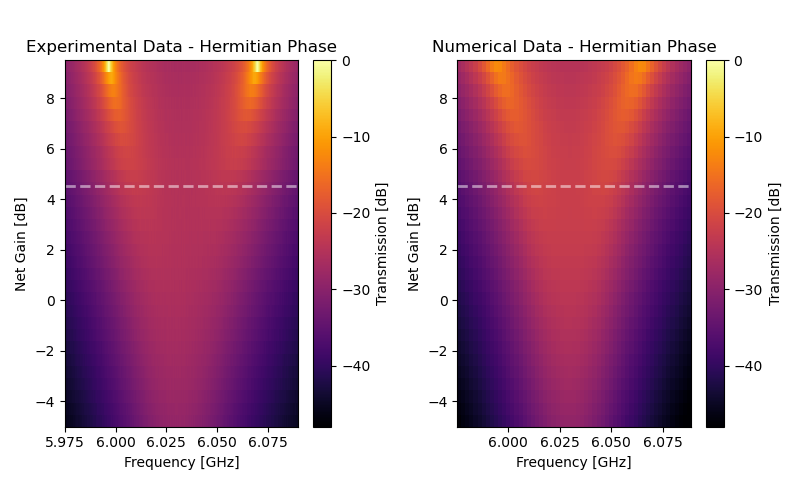 Experimental Data - Hermitian Phase
Net Gain [dB]
8
6
4
2
0
−2
−4
5.975 6.000 6.025 6.050 6.075
Frequency [GHz]
0
−10
−20
−30
−40
Transmission [dB]
Numerical Data - Hermitian Phase
Net Gain [dB]
8
6
4
2
0
−2
−4
6.000 6.025 6.050 6.075
Frequency [GHz]
0
−10
−20
−30
−40
Transmission [dB]